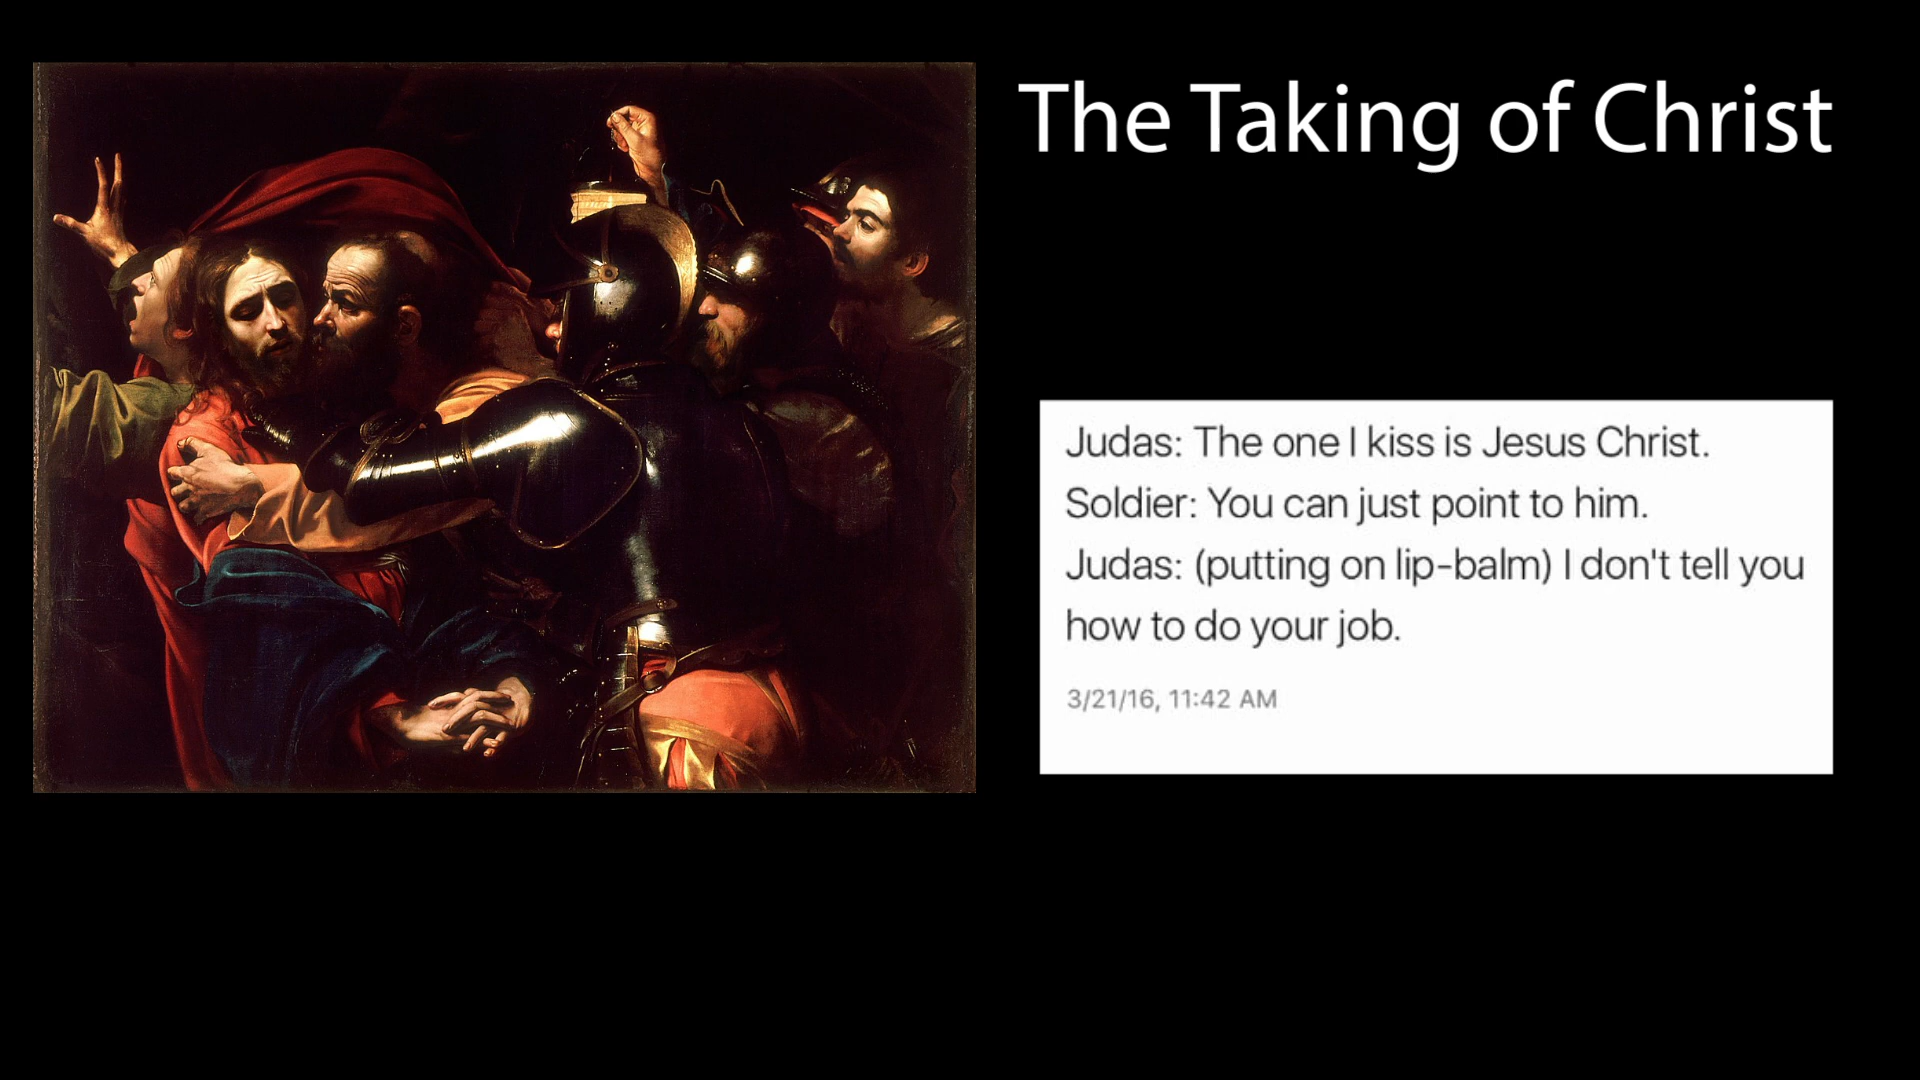 The Taking of Christ
Judas: The one I kiss is Jesus Christ.
Soldier: You can just point to him.
Judas: (putting on lip-balm) I don't tell you
how to do your job.
3/21/16, 11:42 AM